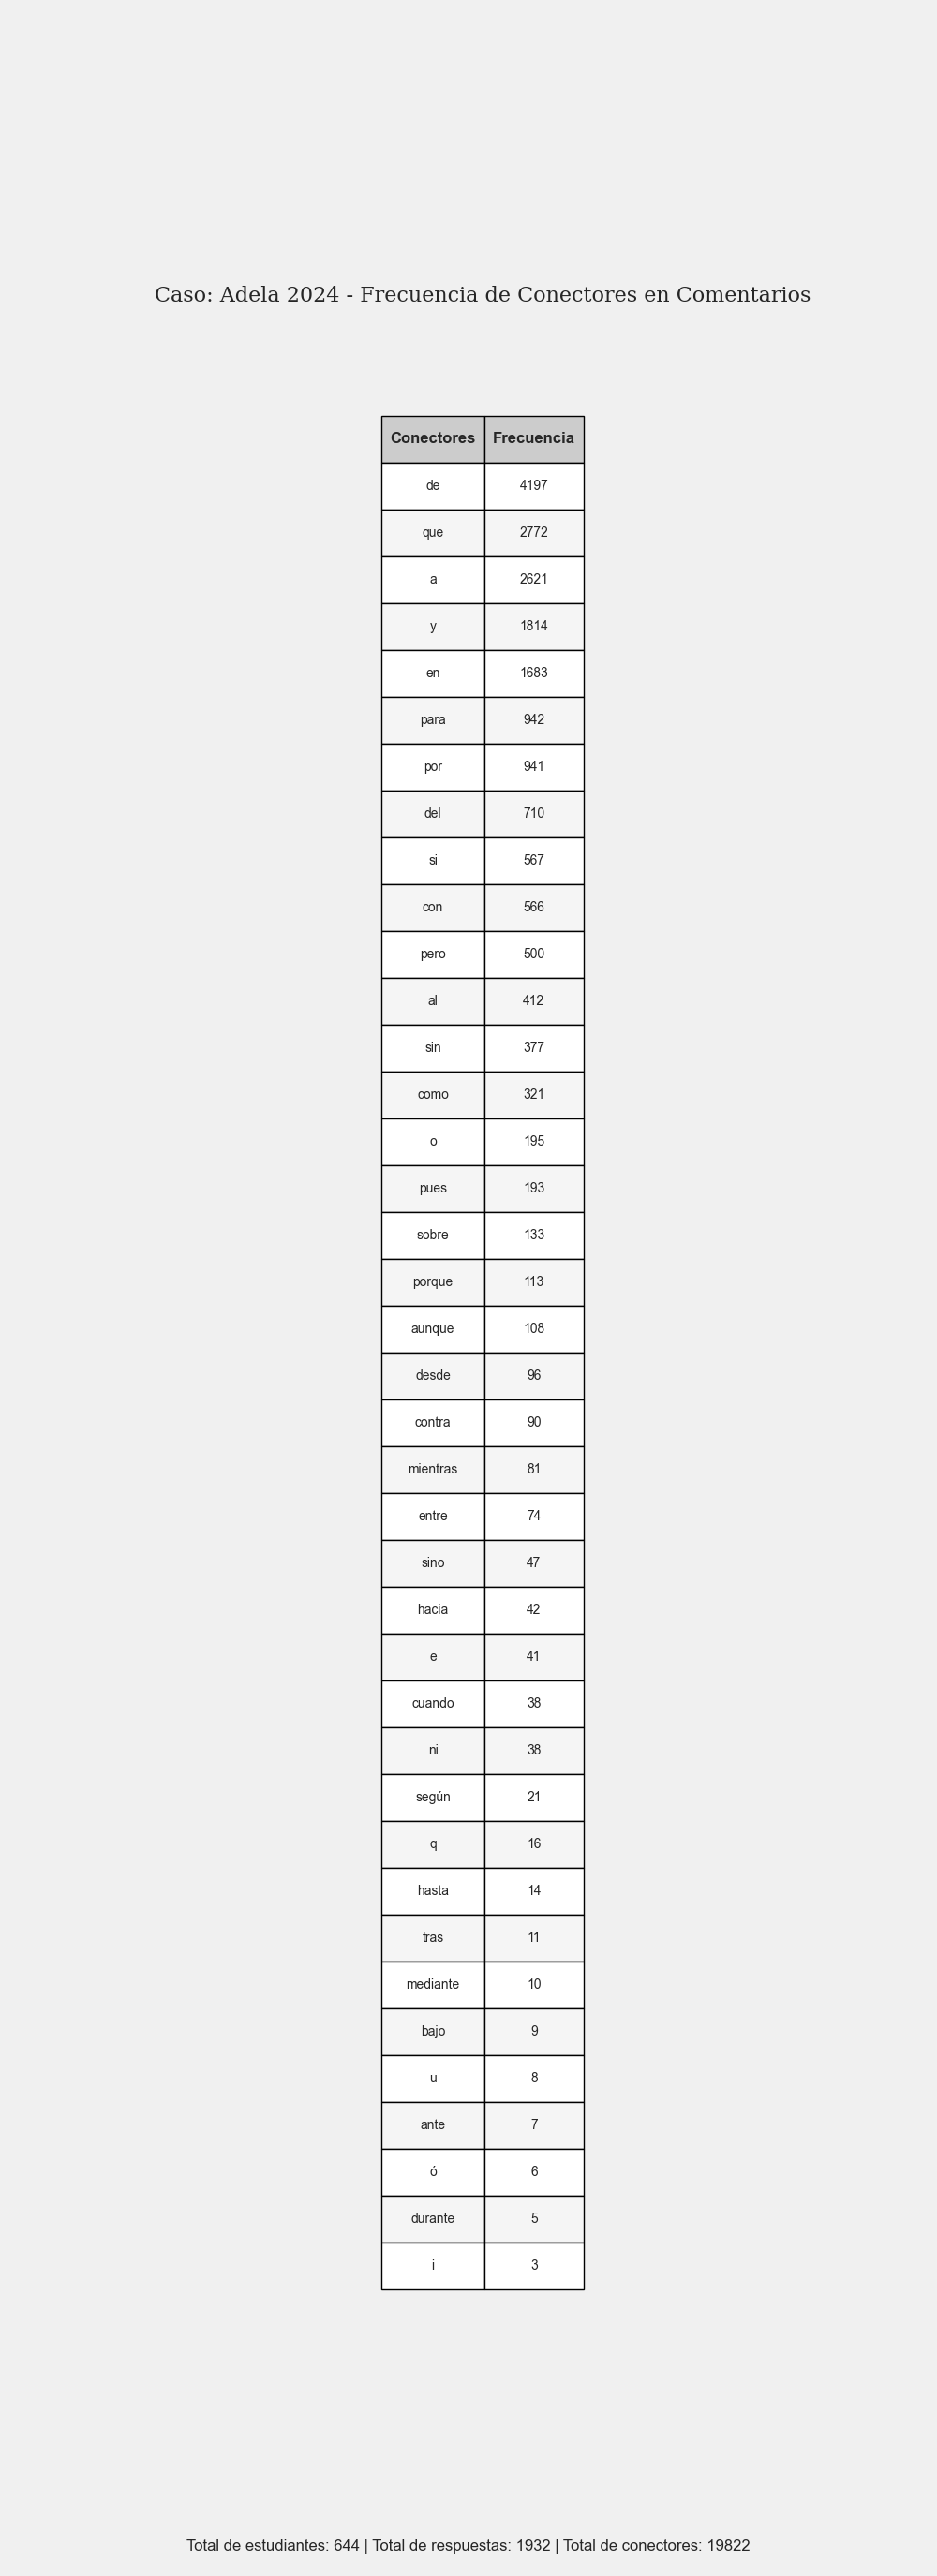 Caso: Adela 2024 - Frecuencia de Conectores en Comentarios
Conectores Frecuencia
de 4197
que 2772
a 2621
y 1814
en 1683
para 942
por 941
del 710
si 567
con 566
pero 500
al 412
sin 377
como 321
o 195
pues 193
sobre 133
porque 113
aunque 108
desde 96
contra 90
mientras 81
entre 74
sino 47
hacia 42
e 41
cuando 38
ni 38
según 21
q 16
hasta 14
tras 11
mediante 10
bajo 9
u 8
ante 7
ó 6
durante 5
i 3
Total de estudiantes: 644 | Total de respuestas: 1932 | Total de conectores: 19822